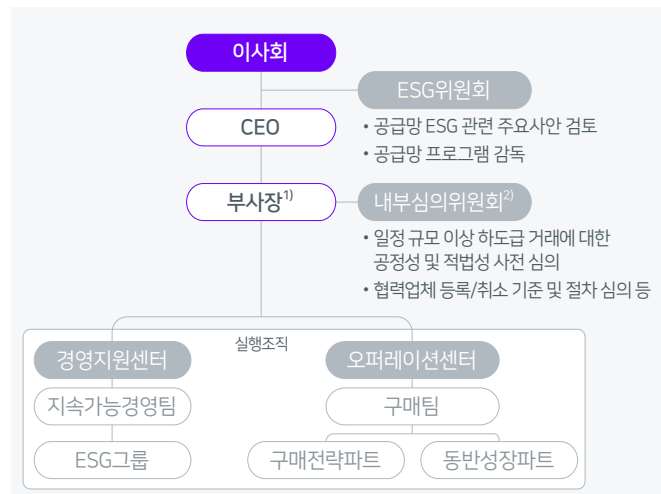 이사회
ESG위원회
CEO
• 공급망 ESG 관련 주요사안 검토
• 공급망 프로그램 감독
부사장1)
내부심의위원회2)
• 일정 규모 이상 하도급 거래에 대한
공정성 및 적법성 사전 심의
• 협력업체 등록/취소 기준 및 절차 심의 등
실행조직
경영지원센터
오퍼레이션센터
지속가능경영팀
구매팀
ESG그룹
구매전략파트
동반성장파트